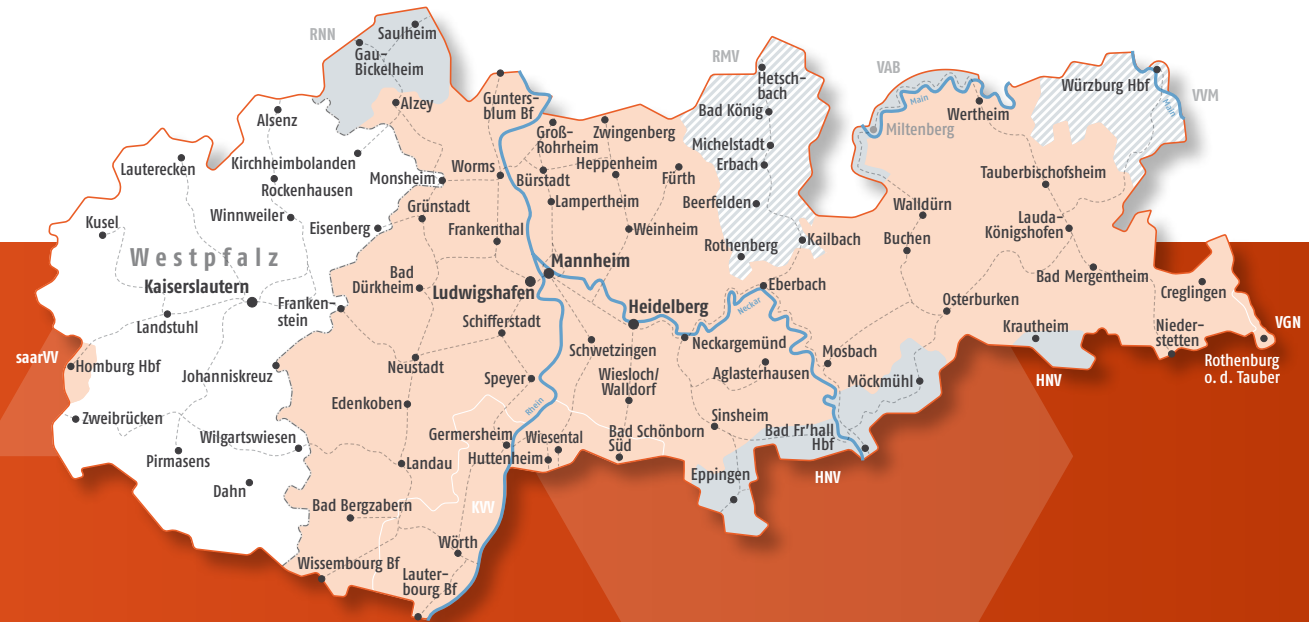 RNN
Saulheim
Gau-
Bickelheim
Alzey
Alsenz
Kirchheimbolanden
Rockenhausen
Lauterecken
Monsheim
Winnweiler
Kusel
Eisenberg
Grünstadt
Westpfalz
Kaiserslautern
Franken-
stein
Landstuhl
saarVV
Homburg Hbf
Johanniskreuz
Zweibrücken
Wilgartswiesen
Pirmasens
Dahn
Gunters-
blum Bf
Worms
Frankenthal
Bad
Dürkheim
Ludwigshafen
Schifferstadt
Neustadt
Speyer
Edenkoben
Rhein
Germersheim
Landau
Bad Bergzabern
KVV
Wörth
Wissembourg Bf
Lauter-
bourg Bf
Groß-
Rohrheim
Zwingenberg
Heppenheim
Bürstadt
Fürth
Lampertheim
Weinheim
Mannheim
Heidelberg
Schwetzingen
Wiesloch/
Walldorf
Wiesental
Huttenheim
Bad Schönborn
Süd
RMV
Hetsch-
bach
Bad König
Michelstadt
Erbach
Beerfelden
Rothenberg
Kailbach
Eberbach
Neckar
Neckargemünd
Aglasterhausen
Mosbach
Sinsheim
Bad Fr'hall
Hbf
Eppingen
HNV
Möckmühl
VAB
Main
Miltenberg
Wertheim
Würzburg Hbf
Main
VVM
Tauberbischofsheim
Walldürn
Lauda-
Königshofen
Buchen
Bad Mergentheim
Osterburken
Creglingen
Krautheim
Nieder-
stetten
HNV
VGN
Rothenburg
o. d. Tauber